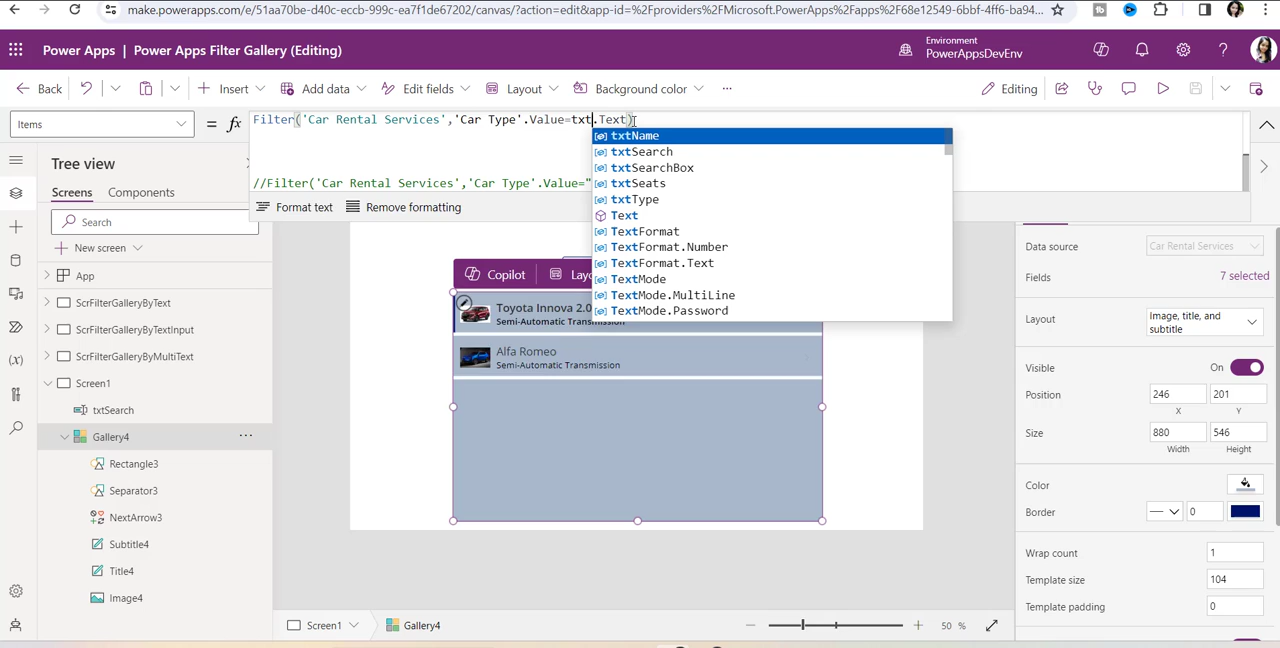 make.powerapps.com/e/51aa70be-d40c-eccb-999c-ea7f1de67202/canvas/?action=edit&app-id=%2Fproviders%2FMicrosoft.PowerApps%2Fapps%2F68e12549-6bbf-4ff6-ba94...
Power Apps | Power Apps Filter Gallery (Editing)
Environment
PowerAppsDevEnv
Back
Insert
Add data
Edit fields
Layout
Background color
Editing
Items
= fx
Filter('Car Rental Services','Car Type'.Value=txt.Text)
//Filter('Car Rental Services','Car Type'.Value="
Format text
Remove formatting
txtName
txtSearch
txtSearchBox
txtSeats
txtType
Text
TextFormat
TextFormat.Number
TextFormat.Text
TextMode
TextMode.MultiLine
TextMode.Password
Tree view
Screens
Components
Search
New screen
App
ScrFilterGalleryByText
ScrFilterGalleryByTextInput
ScrFilterGalleryByMultiText
Screen1
txtSearch
Gallery4
Rectangle3
Separator3
NextArrow3
Subtitle4
Title4
Image4
Copilot
Toyota Innova 2.0
Semi-Automatic Transmission
Alfa Romeo
Semi-Automatic Transmission
Data source
Car Rental Services
Fields
7 selected
Layout
Image, title, and subtitle
Visible
On
Position
246
201
X
Y
Size
880
546
Width
Height
Color
Border
0
Wrap count
1
Template size
104
Template padding
0
Screen1
Gallery4
50 %